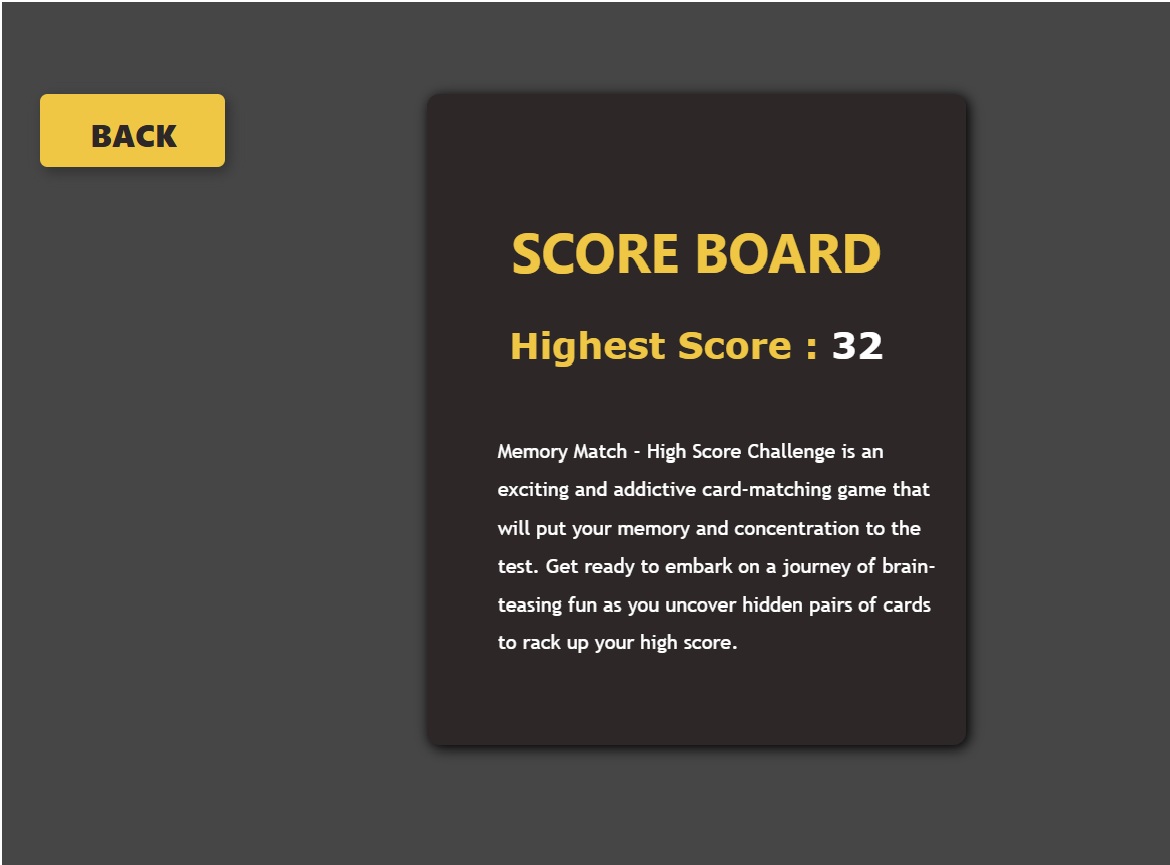 BACK
SCORE BOARD
Highest Score : 32
Memory Match - High Score Challenge is an
exciting and addictive card-matching game that
will put your memory and concentration to the
test. Get ready to embark on a journey of brain-
teasing fun as you uncover hidden pairs of cards
to rack up your high score.